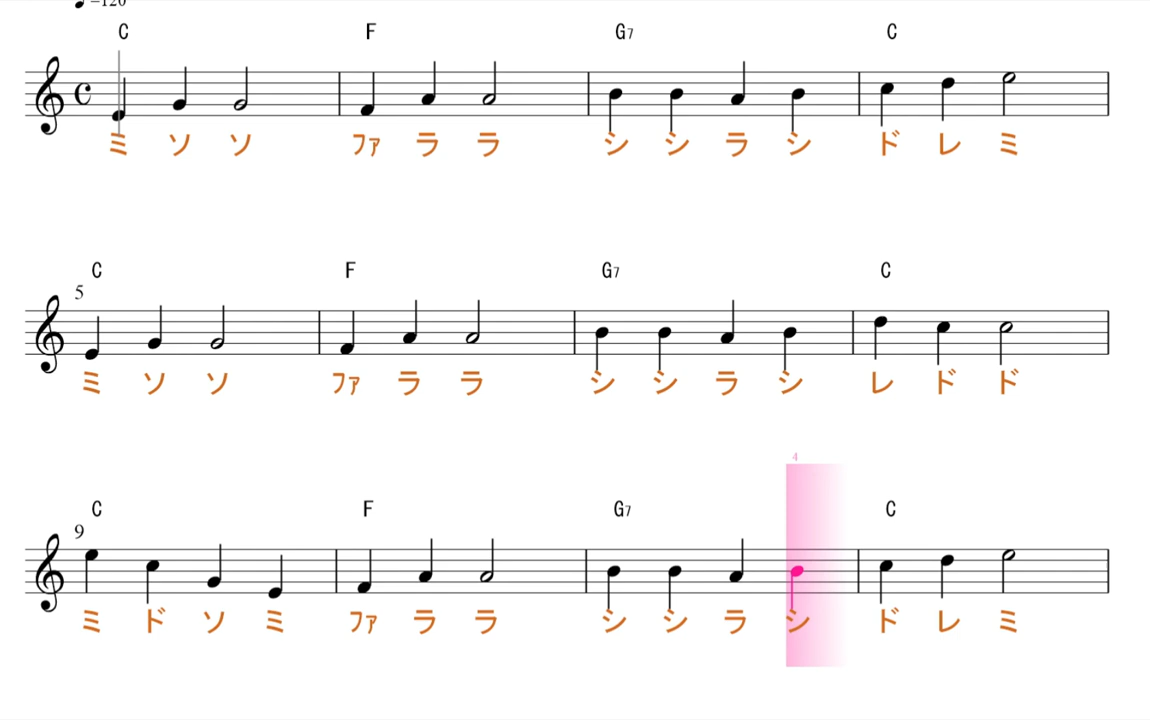 =120
C F G7 C
ミ ソ ソ ファ ラ ラ シ シ ラ シ ド レ ミ
C F G7 C
5
ミ ソ ソ ファ ラ ラ シ シ ラ シ レ ド ド
4
C F G7 C
9
ミ ド ソ ミ ファ ラ ラ シ シ ラ シ ド レ ミ